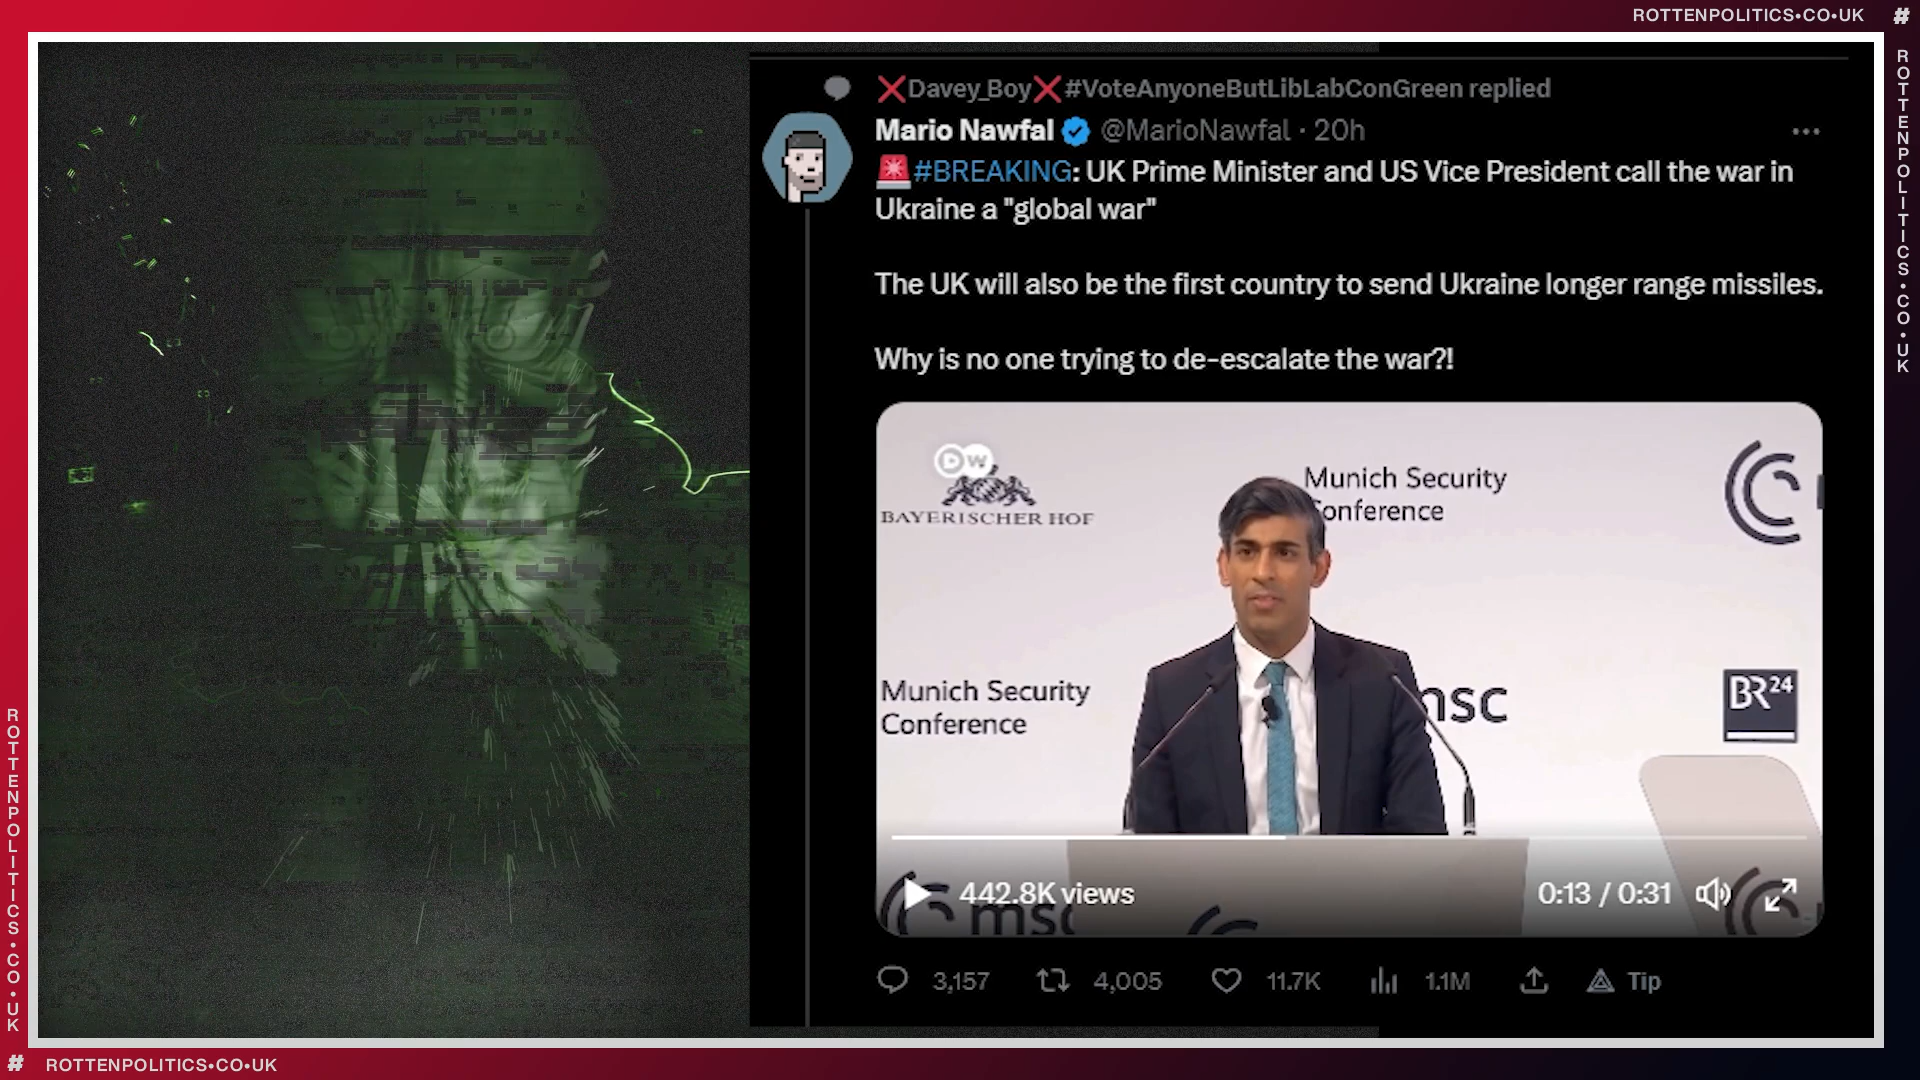 ROTTENPOLITICS•CO•UK #
ROTTENPOLITICS•CO•UK
❌Davey_Boy❌#VoteAnyoneButLibLabConGreen replied
Mario Nawfal @MarioNawfal · 20h
🚨#BREAKING: UK Prime Minister and US Vice President call the war in
Ukraine a "global war"
The UK will also be the first country to send Ukraine longer range missiles.
Why is no one trying to de-escalate the war?!
DW
BAYERISCHER HOF
Munich Security
Conference
Munich Security
Conference
msc
BR24
msc
442.8K views
0:13 / 0:31
3,157 4,005 11.7K 1.1M Tip
ROTTENPOLITICS•CO•UK
# ROTTENPOLITICS•CO•UK